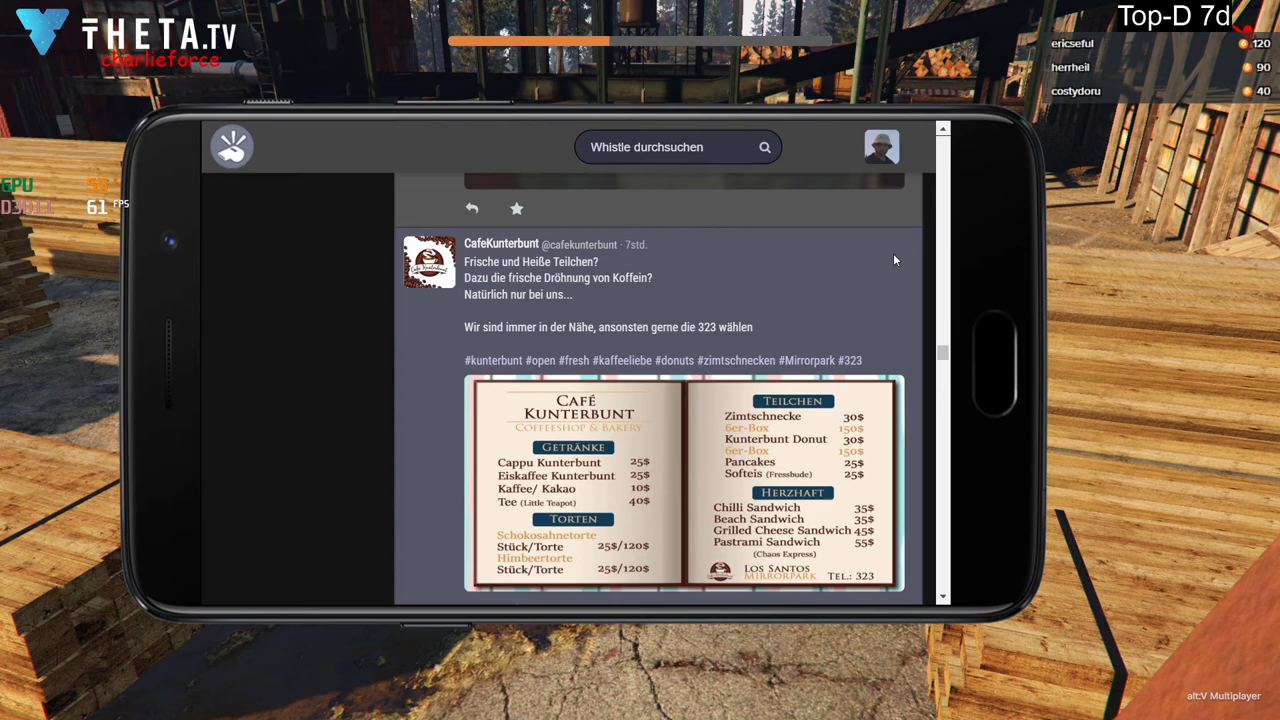 THETA.TV
charlieforce
Top-D 7d
ericseful 120
herrheil 90
costydoru 40
GPU 55
D3D11 61 FPS
Whistle durchsuchen
CafeKunterbunt @cafekunterbunt · 7std.
Frische und Heiße Teilchen?
Dazu die frische Dröhnung von Koffein?
Natürlich nur bei uns...
Wir sind immer in der Nähe, ansonsten gerne die 323 wählen
#kunterbunt #open #fresh #kaffeeliebe #donuts #zimtschnecken #Mirrorpark #323
CAFÉ
KUNTERBUNT
COFFEESHOP & BAKERY
GETRÄNKE
Cappu Kunterbunt 25$
Eiskaffee Kunterbunt 25$
Kaffee/ Kakao 10$
Tee (Little Teapot) 40$
TORTEN
Schokosahnetorte
Stück/Torte 25$/120$
Himbeertorte
Stück/Torte 25$/120$
TEILCHEN
Zimtschnecke 30$
6er-Box 150$
Kunterbunt Donut 30$
6er-Box 150$
Pancakes 25$
Softeis (Fressbude) 25$
HERZHAFT
Chilli Sandwich 35$
Beach Sandwich 35$
Grilled Cheese Sandwich 45$
Pastrami Sandwich 55$
(Chaos Express)
LOS SANTOS
MIRRORPARK TEL.: 323
alt:V Multiplayer